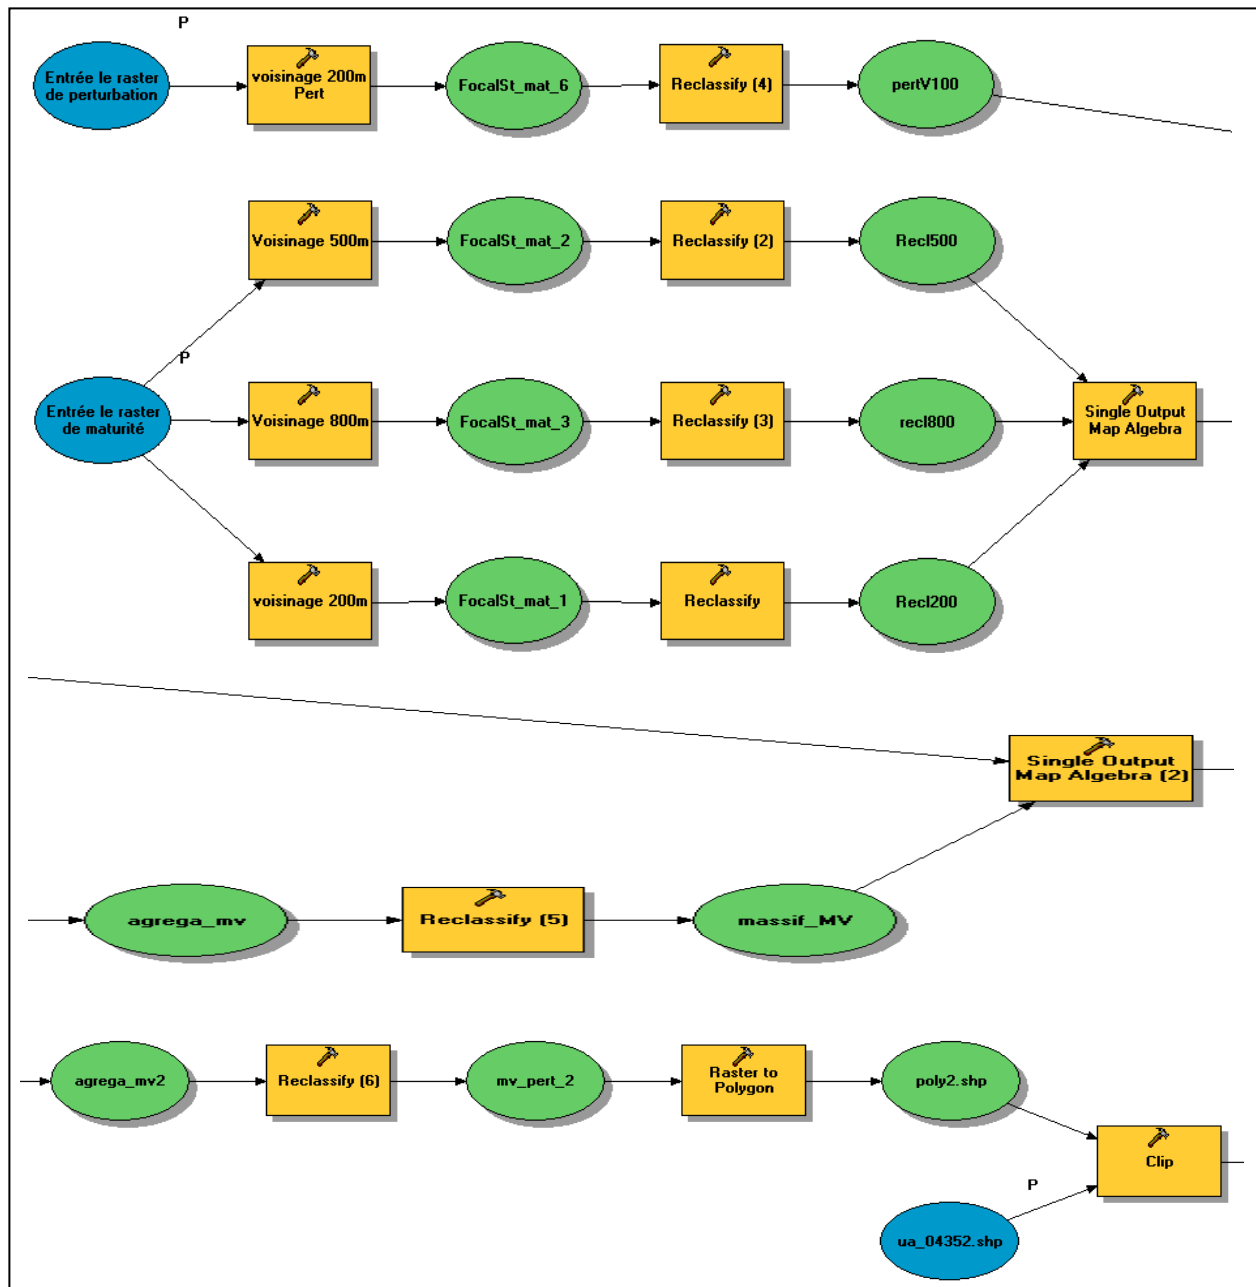 P
Entrée le raster
de perturbation
voisinage 200m
Pert
FocalSt_mat_6
Reclassify (4)
pertV100
Voisinage 500m
FocalSt_mat_2
Reclassify (2)
Recl500
P
Entrée le raster
de maturité
Voisinage 800m
FocalSt_mat_3
Reclassify (3)
recl800
Single Output
Map Algebra
voisinage 200m
FocalSt_mat_1
Reclassify
Recl200
Single Output
Map Algebra (2)
agrega_mv
Reclassify (5)
massif_MV
agrega_mv2
Reclassify (6)
mv_pert_2
Raster to
Polygon
poly2.shp
Clip
P
ua_04352.shp